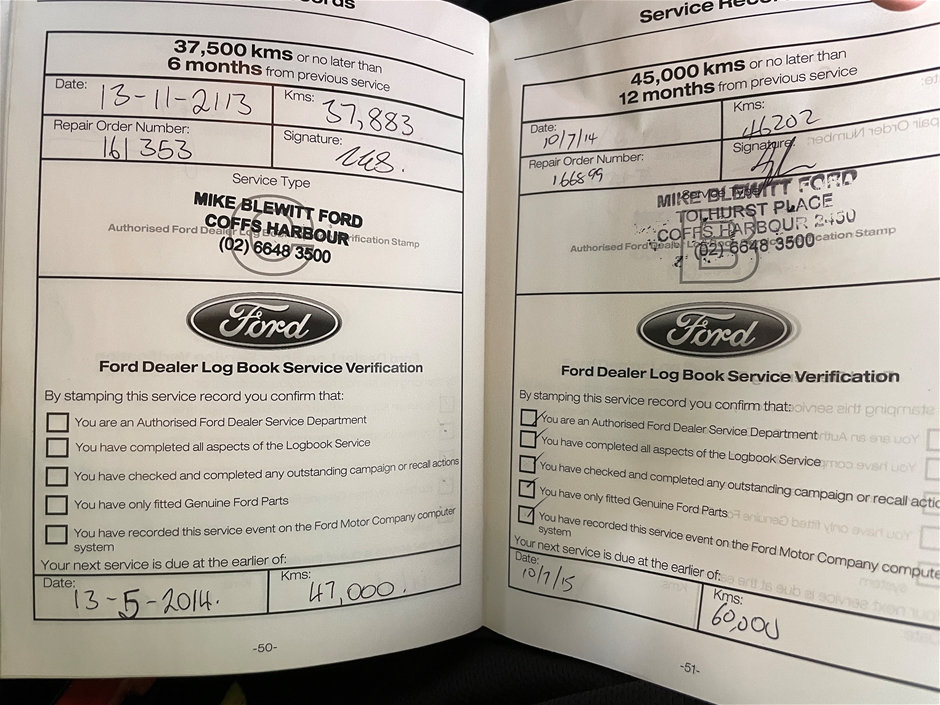 37,500 kms or no later than
6 months from previous service
Date: 13-11-2113 Kms: 37,883
Repair Order Number: 161353 Signature:
Service Type
MIKE BLEWITT FORD
COFFS HARBOUR
(02) 6648 3500
Authorised Ford Dealer Log Book Verification Stamp
Ford
Ford Dealer Log Book Service Verification
By stamping this service record you confirm that:
You are an Authorised Ford Dealer Service Department
You have completed all aspects of the Logbook Service
You have checked and completed any outstanding campaign or recall actions
You have only fitted Genuine Ford Parts
You have recorded this service event on the Ford Motor Company computer
system
Your next service is due at the earlier of:
Date: 13-5-2014. Kms: 47,000.
-50-
Service
45,000 kms or no later than
12 months from previous service
Date: 10/7/14 Kms: 46202
Repair Order Number: 166899 Signature:
Service Type
MIKE BLEWITT FORD
TOLHURST PLACE
COFFS HARBOUR 2450
(02) 6648 3500
Authorised Ford Dealer Log cation Stamp
B
Ford
Ford Dealer Log Book Service Verification
By stamping this service record you confirm that:
You are an Authorised Ford Dealer Service Department
You have completed all aspects of the Logbook Service
You have checked and completed any outstanding campaign or recall actio
You have only fitted Genuine Ford Parts
You have recorded this service event on the Ford Motor Company compute
system
Your next service is due at the earlier of:
Date: 10/7/15 Kms: 60,000
-51-